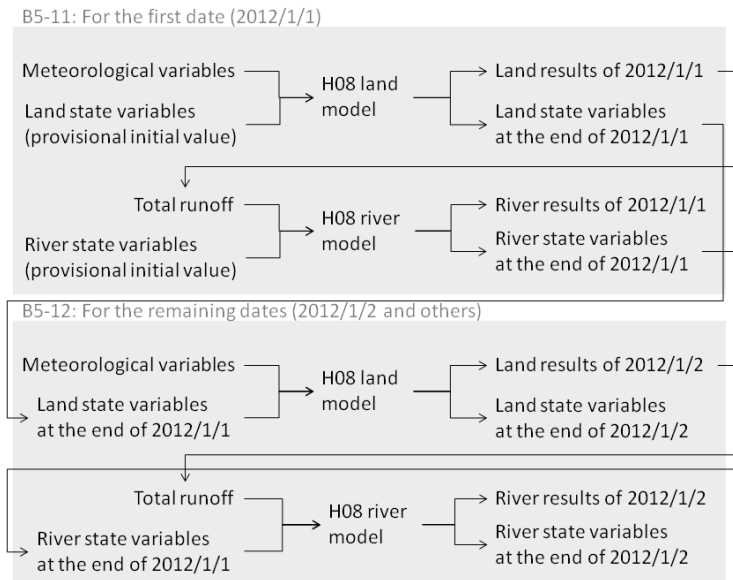 B5-11: For the first date (2012/1/1)
Meteorological variables
Land state variables
(provisional initial value)
H08 land
model
Land results of 2012/1/1
Land state variables
at the end of 2012/1/1
Total runoff
River state variables
(provisional initial value)
H08 river
model
River results of 2012/1/1
River state variables
at the end of 2012/1/1
B5-12: For the remaining dates (2012/1/2 and others)
Meteorological variables
Land state variables
at the end of 2012/1/1
H08 land
model
Land results of 2012/1/2
Land state variables
at the end of 2012/1/2
Total runoff
River state variables
at the end of 2012/1/1
H08 river
model
River results of 2012/1/2
River state variables
at the end of 2012/1/2